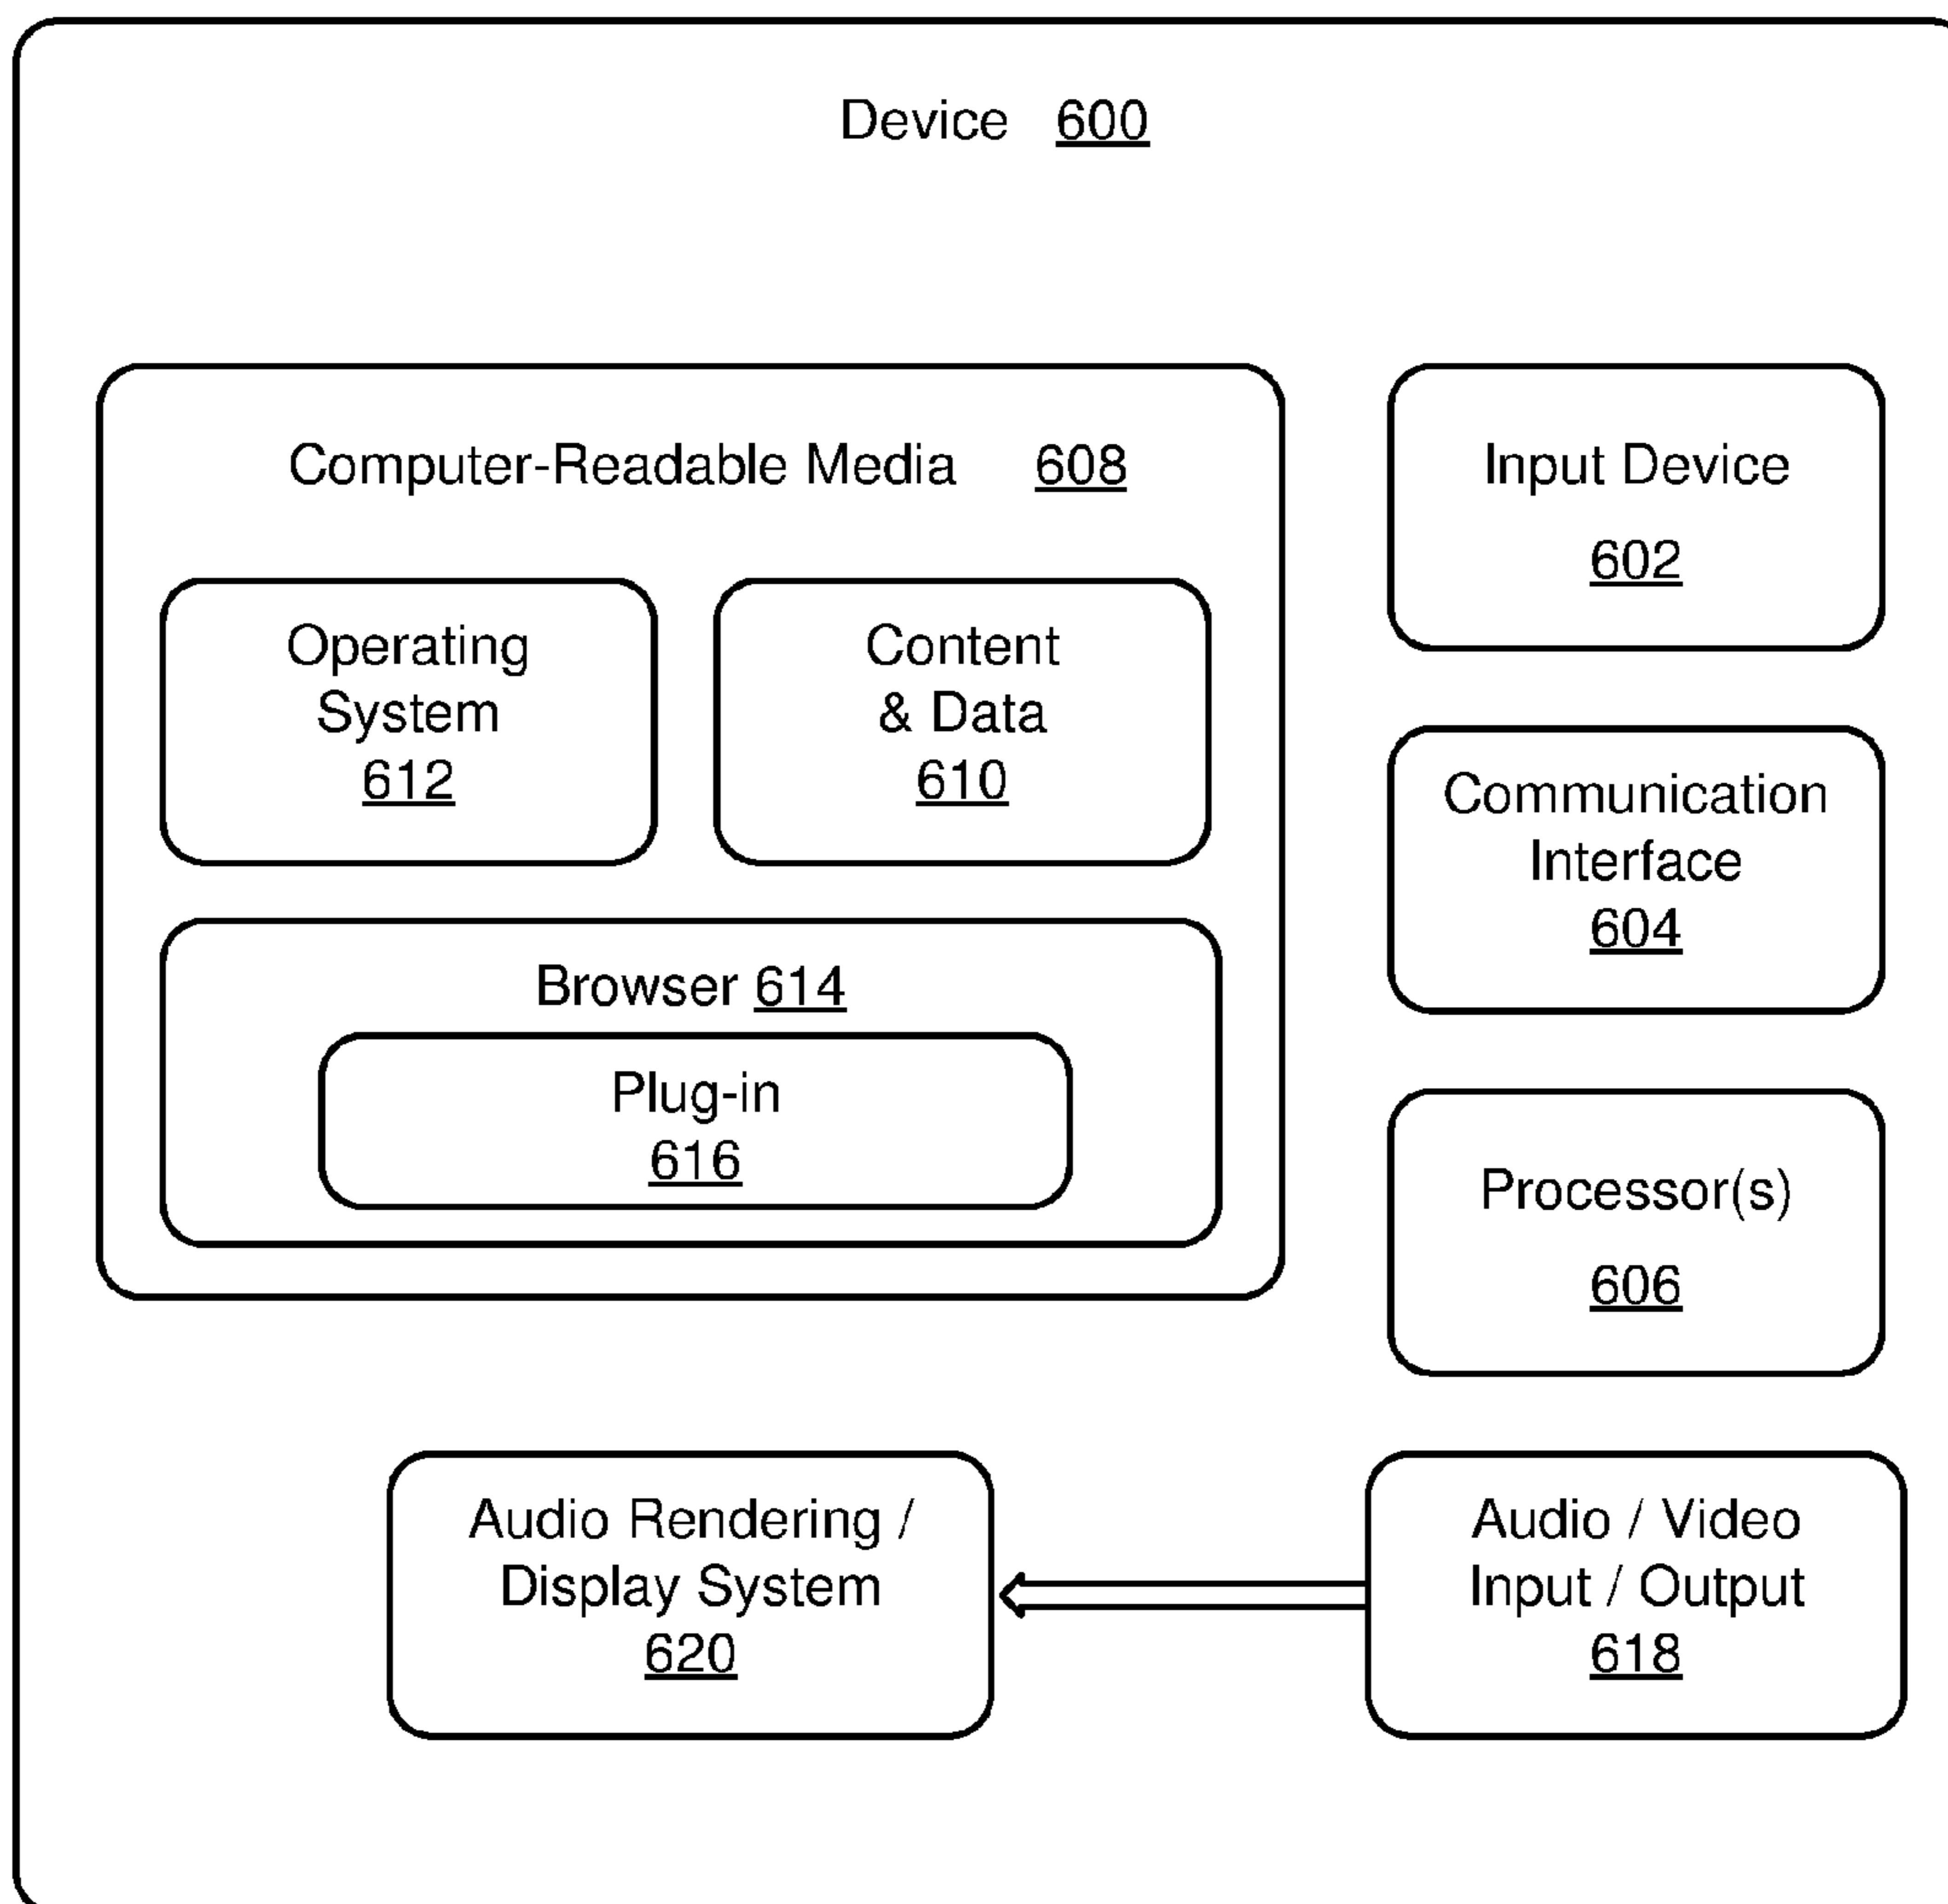 Device 600
Computer-Readable Media 608
Operating
System
612
Content
& Data
610
Browser 614
Plug-in
616
Input Device
602
Communication
Interface
604
Processor(s)
606
Audio Rendering /
Display System
620
Audio / Video
Input / Output
618